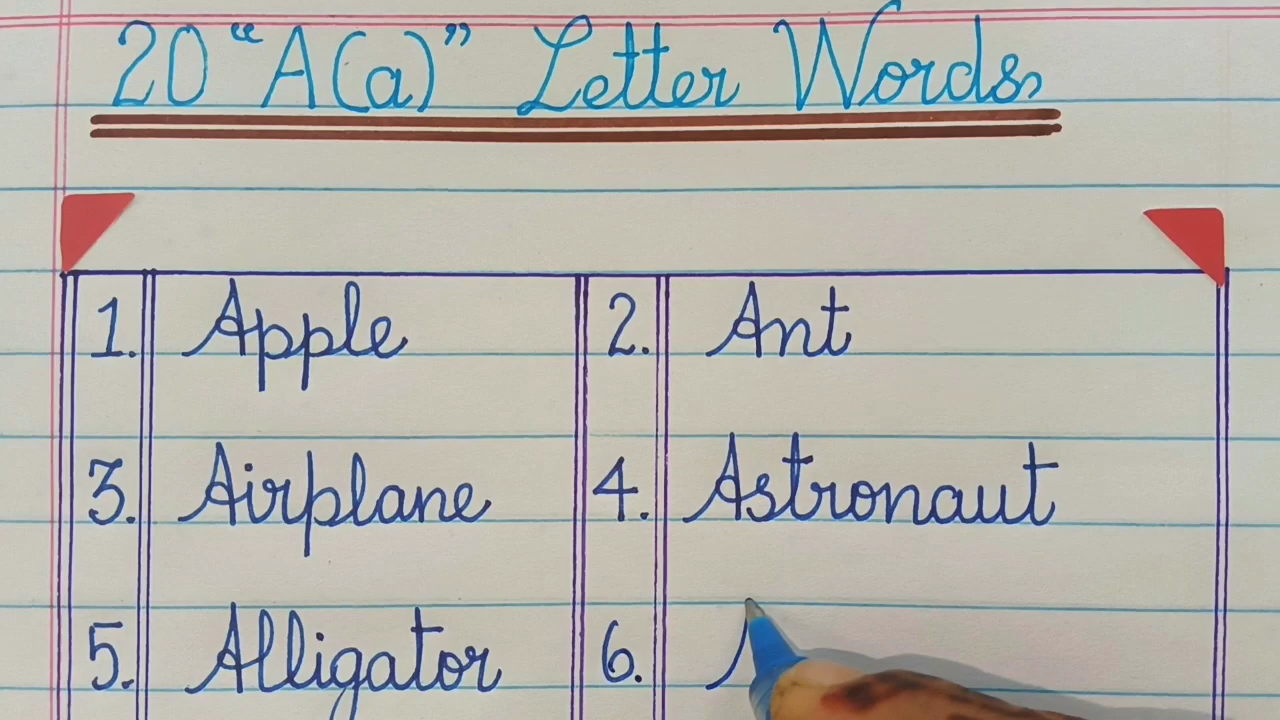 20 “A(a)” Letter Words
1. Apple 2. Ant
3. Airplane 4. Astronaut
5. Alligator 6.